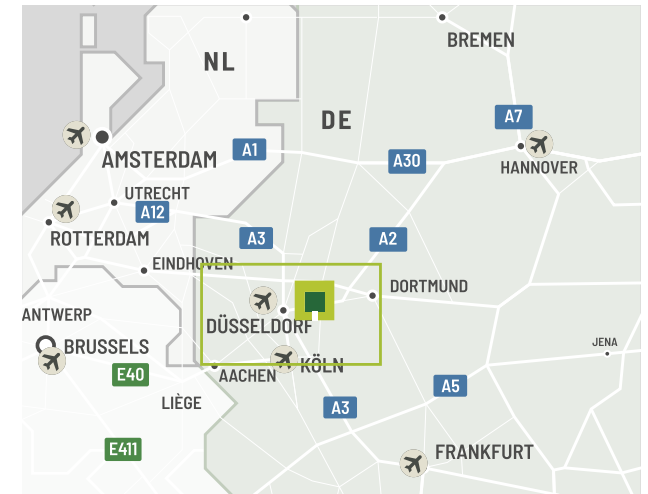 BREMEN
NL
DE
A7
AMSTERDAM
A1
A30
HANNOVER
UTRECHT
A12
ROTTERDAM
A3
A2
EINDHOVEN
DORTMUND
ANTWERP
DÜSSELDORF
BRUSSELS
JENA
KÖLN
AACHEN
E40
A5
LIÈGE
A3
E411
FRANKFURT